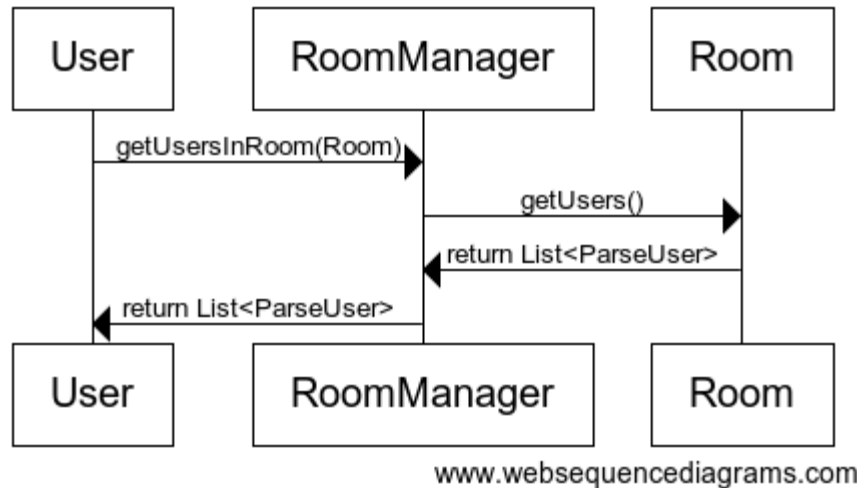 User
RoomManager
Room
getUsersInRoom(Room)
getUsers()
return List<ParseUser>
return List<ParseUser>
User
RoomManager
Room
www.websequencediagrams.com